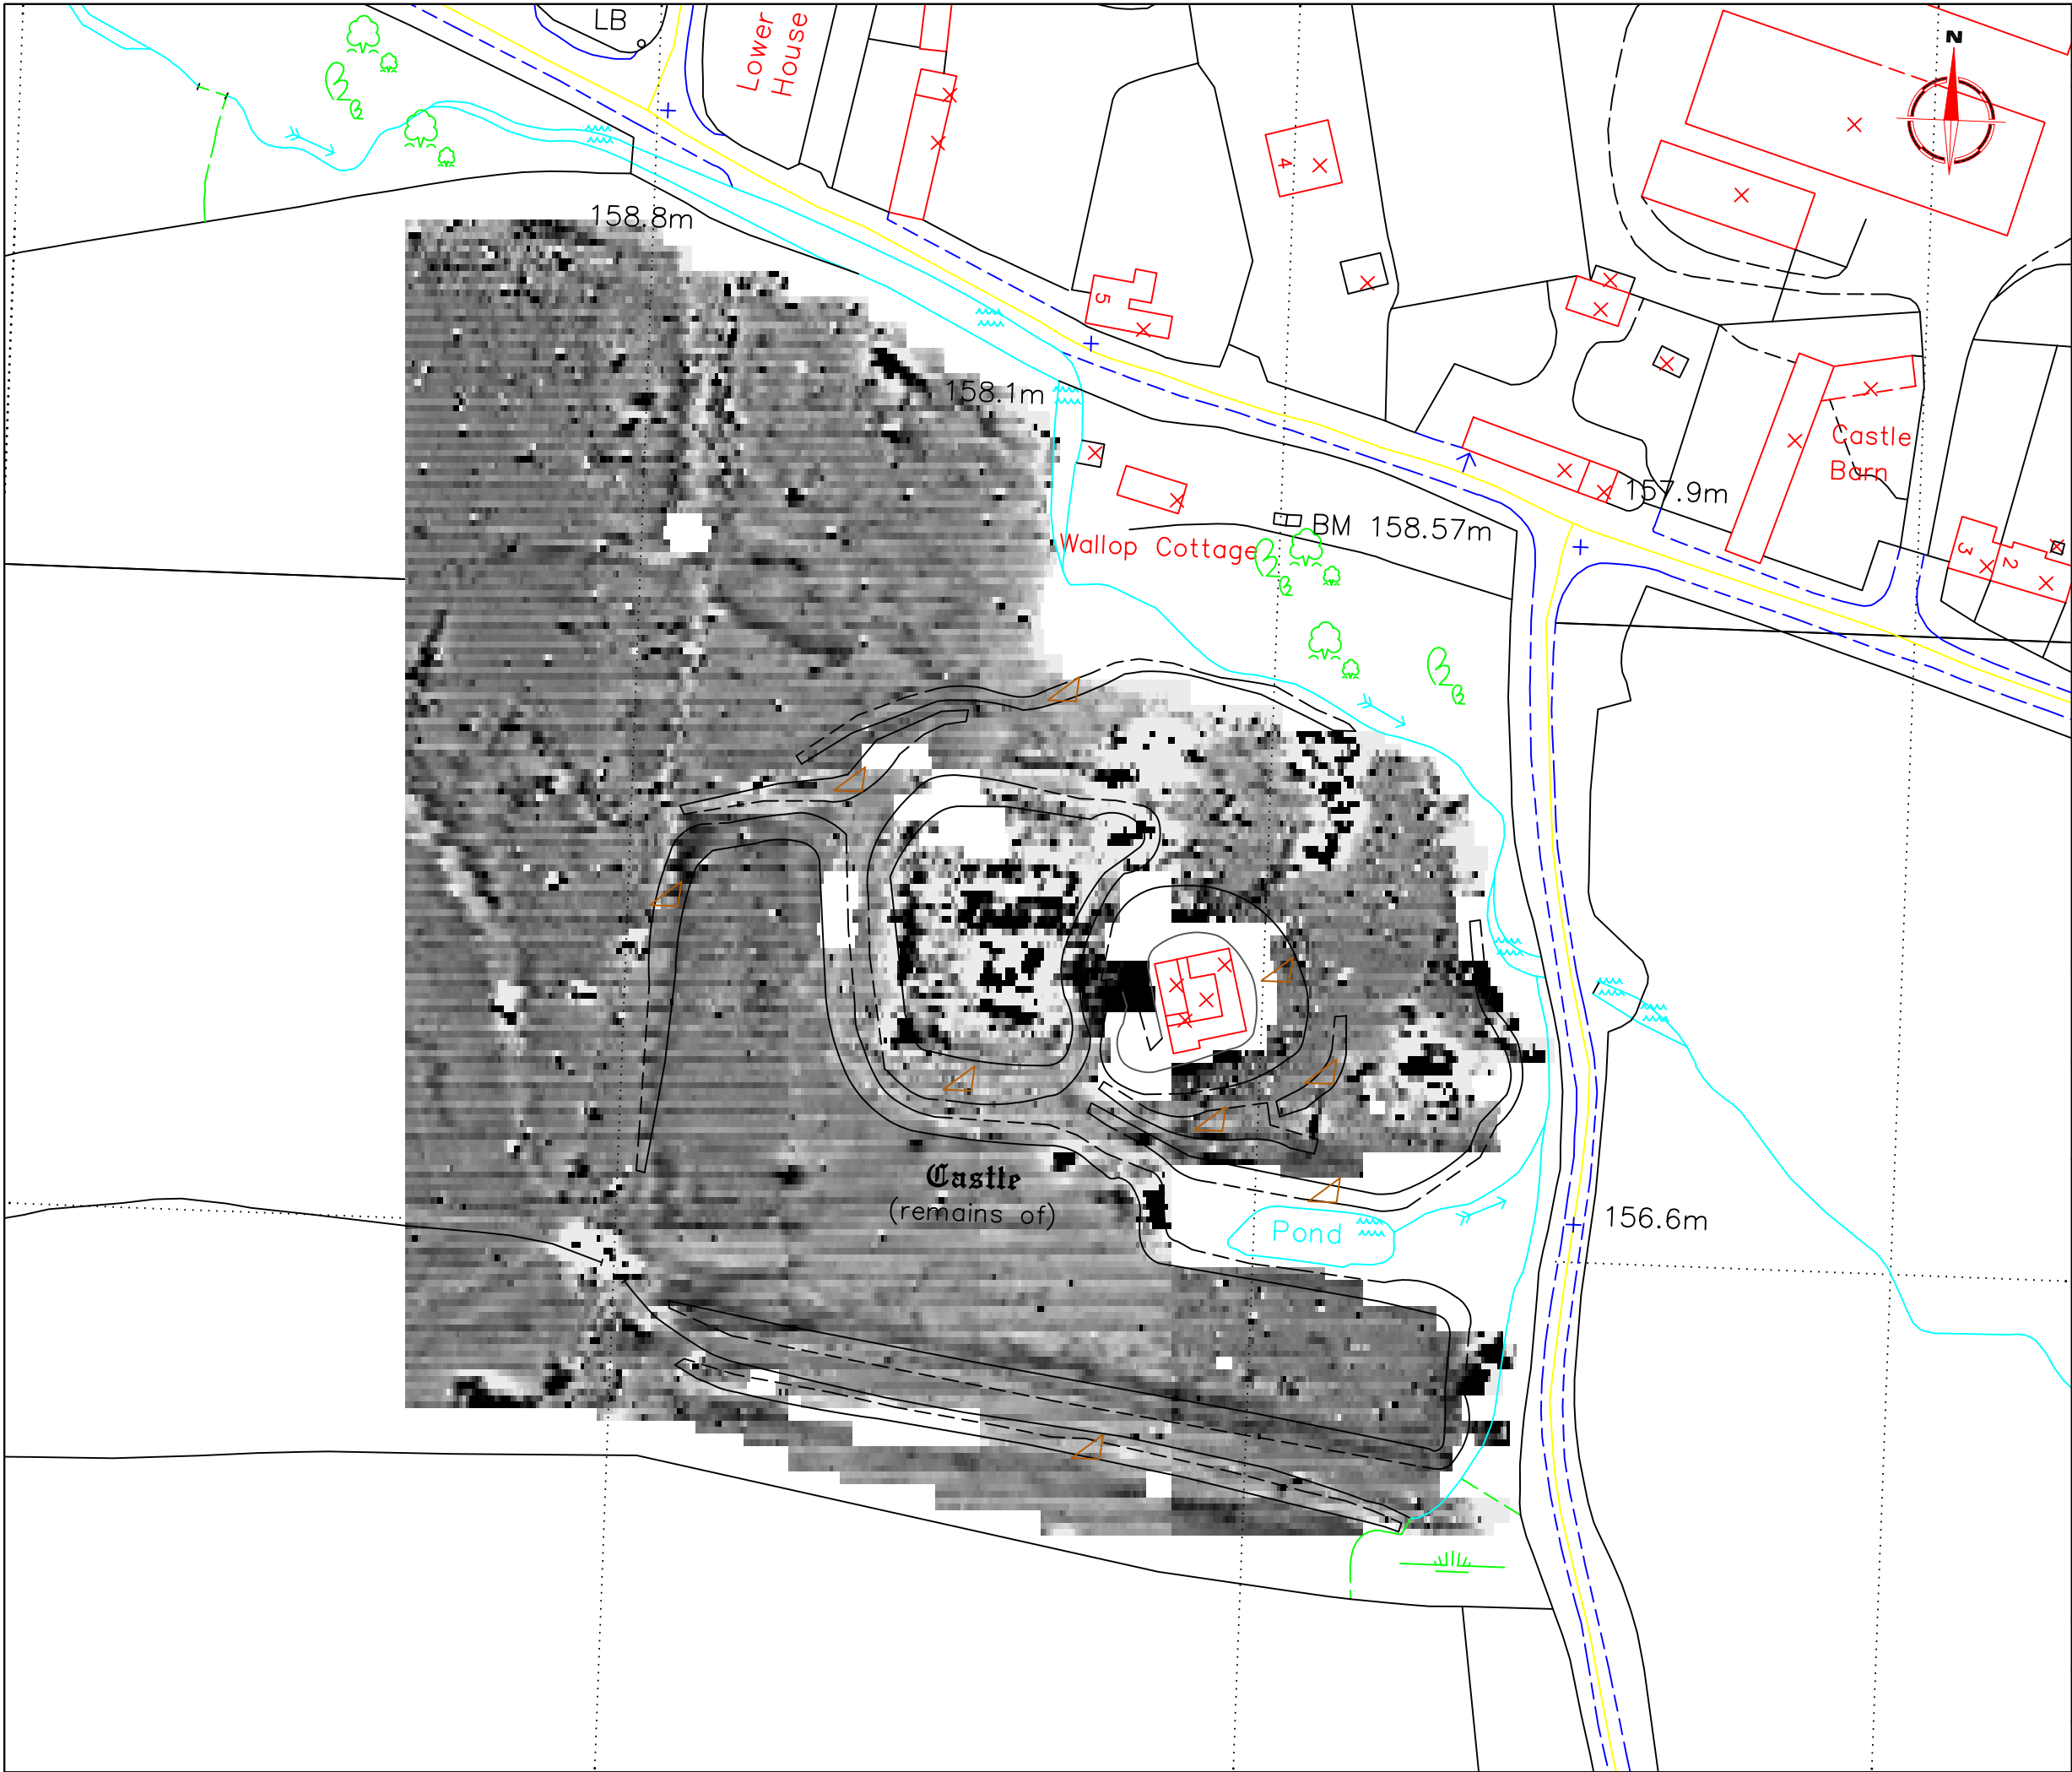 LB
Lower
House
N
158.8m
4
5
158.1m
Castle
Barn
157.9m
BM 158.57m
Wallop Cottage
3
2
Castle
(remains of)
Pond
156.6m